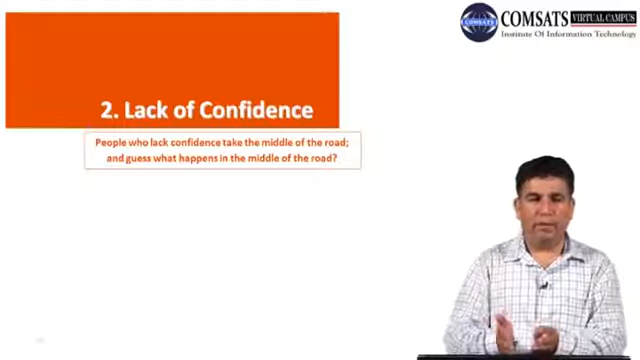 COMSATS VIRTUAL CAMPUS
Institute Of Information Technology
COMSATS
2. Lack of Confidence
People who lack confidence take the middle of the road;
and guess what happens in the middle of the road?